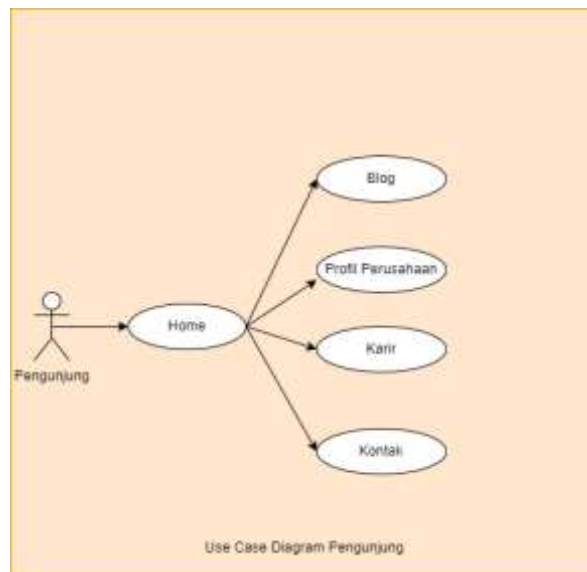 Blog
Profil Perusahaan
Home
Karir
Pengunjung
Kontak
Use Case Diagram Pengunjung